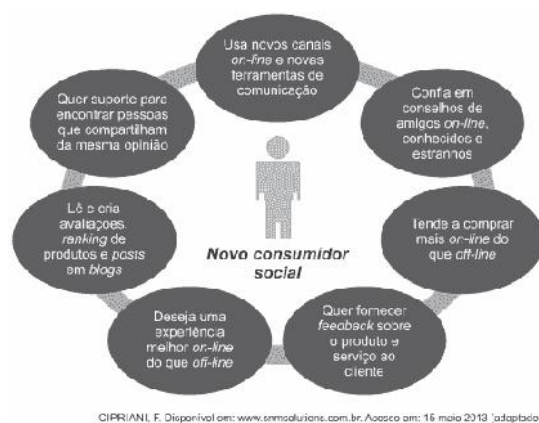 Usa novos canais
on-line e novas
ferramentas de
comunicação
Confia em
conselhos de
amigos on-line,
conhecidos e
estranhos
Tende a comprar
mais on-line do
que off-line
Quer fornecer
feedback sobre
o produto e
serviço ao
cliente
Deseja uma
experiência
melhor on-line
do que off-line
Lê e cria
avaliações,
ranking de
produtos e posts
em blogs
Quer suporte para
encontrar pessoas
que compartilham
da mesma opinião
Novo consumidor
social
CIPRIANI, F. Disponível em: www.snmsolutions.com.br. Acesso em: 16 maio 2013 (adaptado